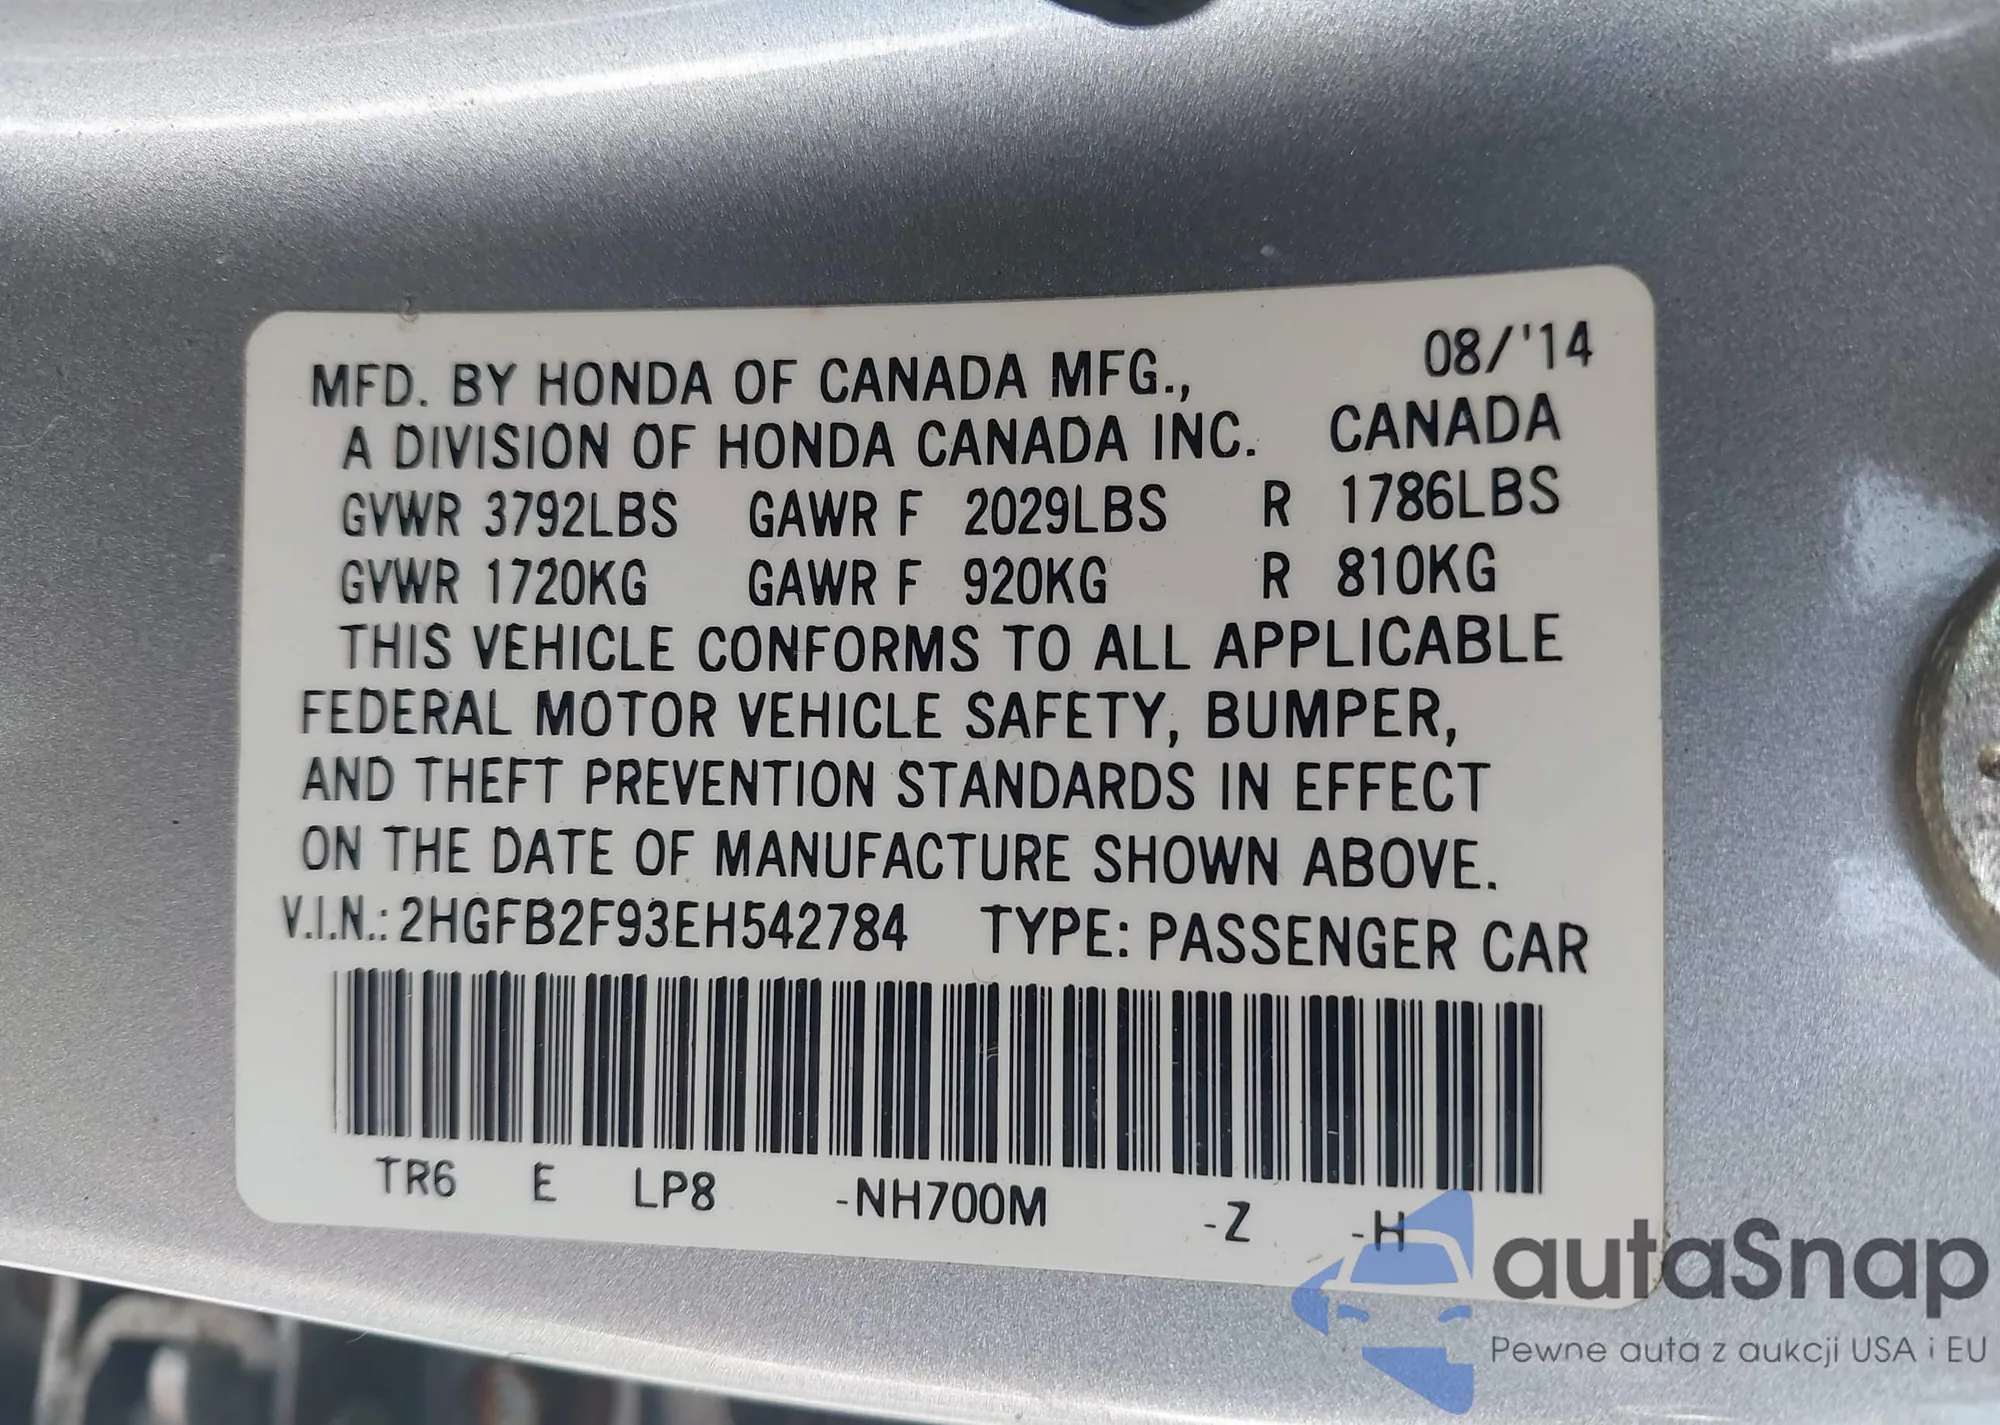 08/'14
MFD. BY HONDA OF CANADA MFG.,
A DIVISION OF HONDA CANADA INC. CANADA
GVWR 3792LBS GAWR F 2029LBS R 1786LBS
GVWR 1720KG GAWR F 920KG R 810KG
THIS VEHICLE CONFORMS TO ALL APPLICABLE
FEDERAL MOTOR VEHICLE SAFETY, BUMPER,
AND THEFT PREVENTION STANDARDS IN EFFECT
ON THE DATE OF MANUFACTURE SHOWN ABOVE.
V.I.N.: 2HGFB2F93EH542784 TYPE: PASSENGER CAR
TR6 E LP8 -NH700M -Z -H
autaSnap
Pewne auta z aukcji USA i EU